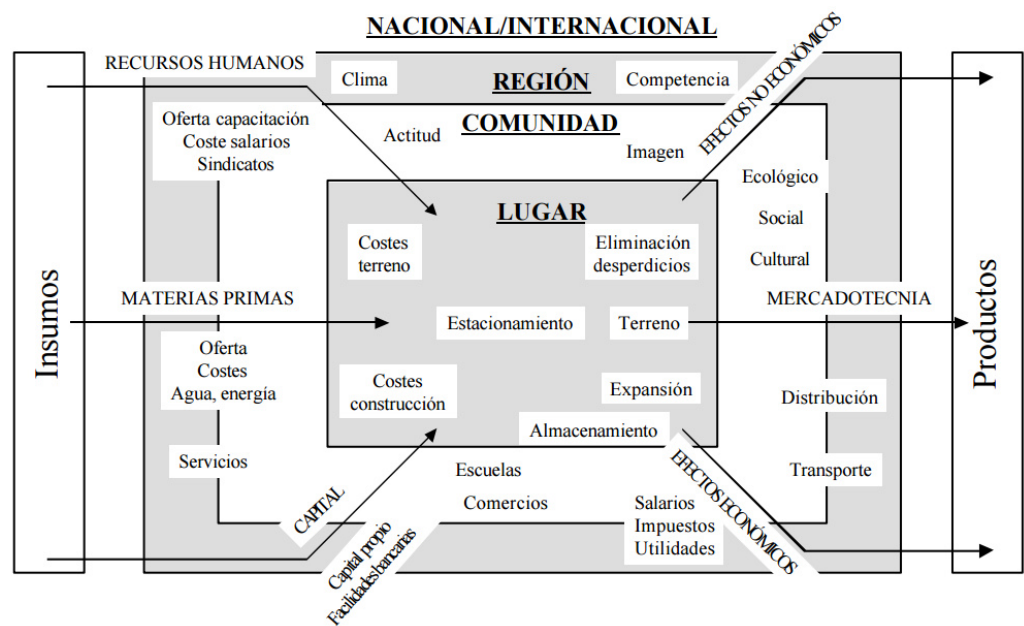 NACIONAL/INTERNACIONAL
RECURSOS HUMANOS
Clima
REGIÓN
Competencia
EFECTOS NO ECONÓMICOS
Oferta capacitación
Coste salarios
Sindicatos
Actitud
COMUNIDAD
Imagen
Ecológico
Social
Cultural
LUGAR
Costes
terreno
Eliminación
desperdicios
Insumos
MATERIAS PRIMAS
Estacionamiento
Terreno
MERCADOTECNIA
Productos
Oferta
Costes
Agua, energía
Costes
construcción
Expansión
Distribución
Almacenamiento
Servicios
Escuelas
Transporte
CAPITAL
Comercios
Salarios
Impuestos
Utilidades
EFECTOS ECONÓMICOS
Capital propio
Facilidades bancarias